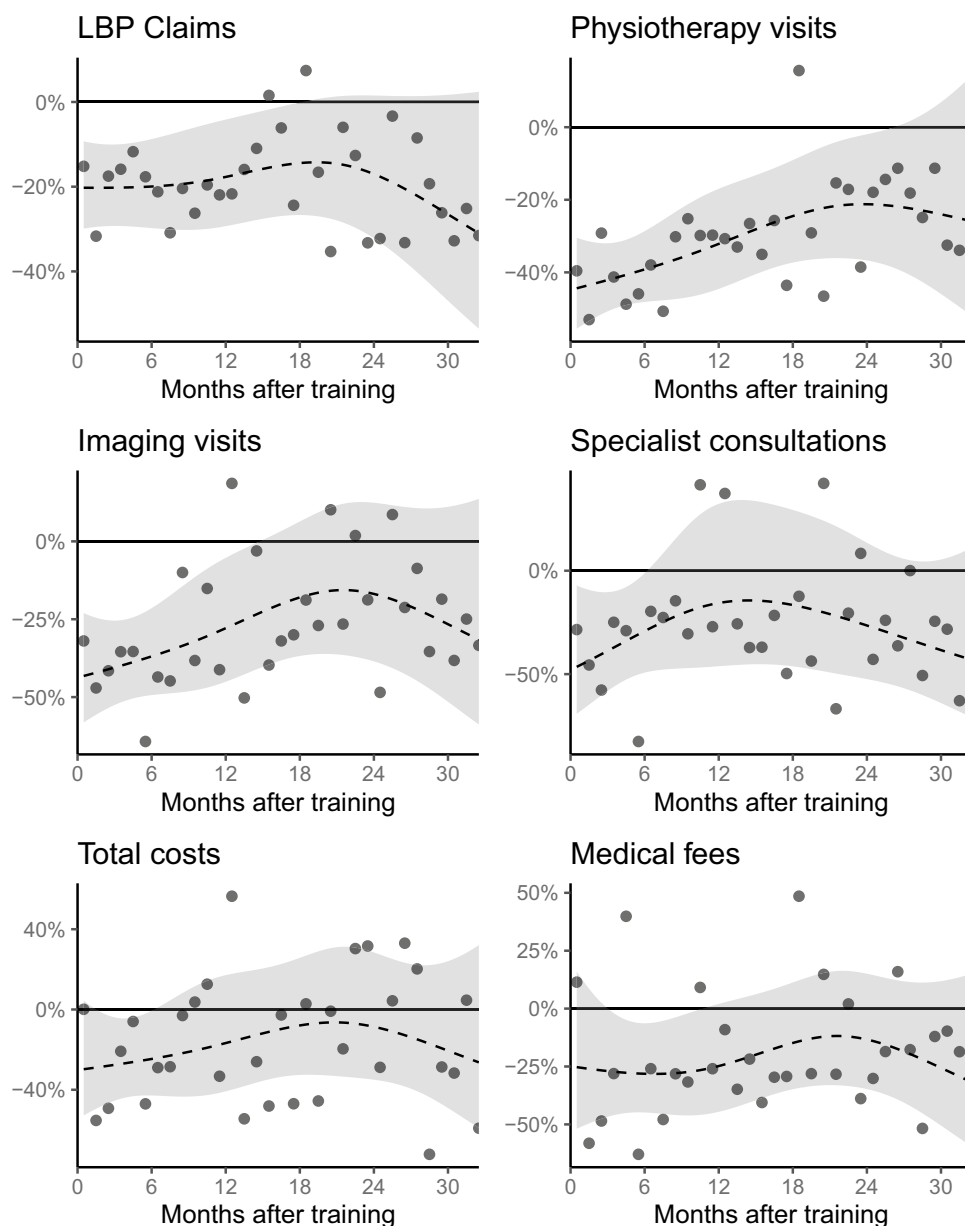 LBP Claims
0%
−20%
−40%
0 6 12 18 24 30
Months after training
Physiotherapy visits
0%
−20%
−40%
0 6 12 18 24 30
Months after training
Imaging visits
0%
−25%
−50%
0 6 12 18 24 30
Months after training
Specialist consultations
0%
−50%
0 6 12 18 24 30
Months after training
Total costs
40%
0%
−40%
0 6 12 18 24 30
Months after training
Medical fees
50%
25%
0%
−25%
−50%
0 6 12 18 24 30
Months after training